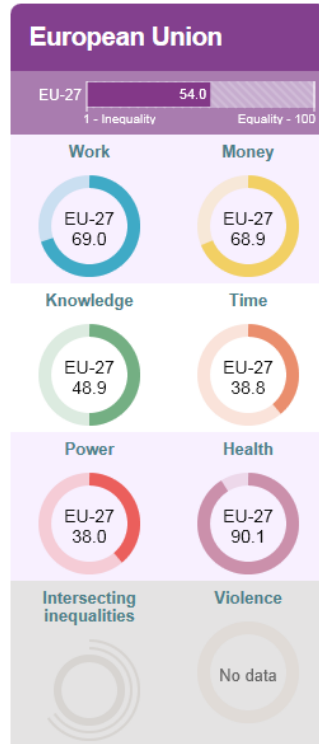 European Union
EU-27 54.0
1 - Inequality Equality - 100
Work Money
EU-27 EU-27
69.0 68.9
Knowledge Time
EU-27 EU-27
48.9 38.8
Power Health
EU-27 EU-27
38.0 90.1
Intersecting Violence
inequalities
No data